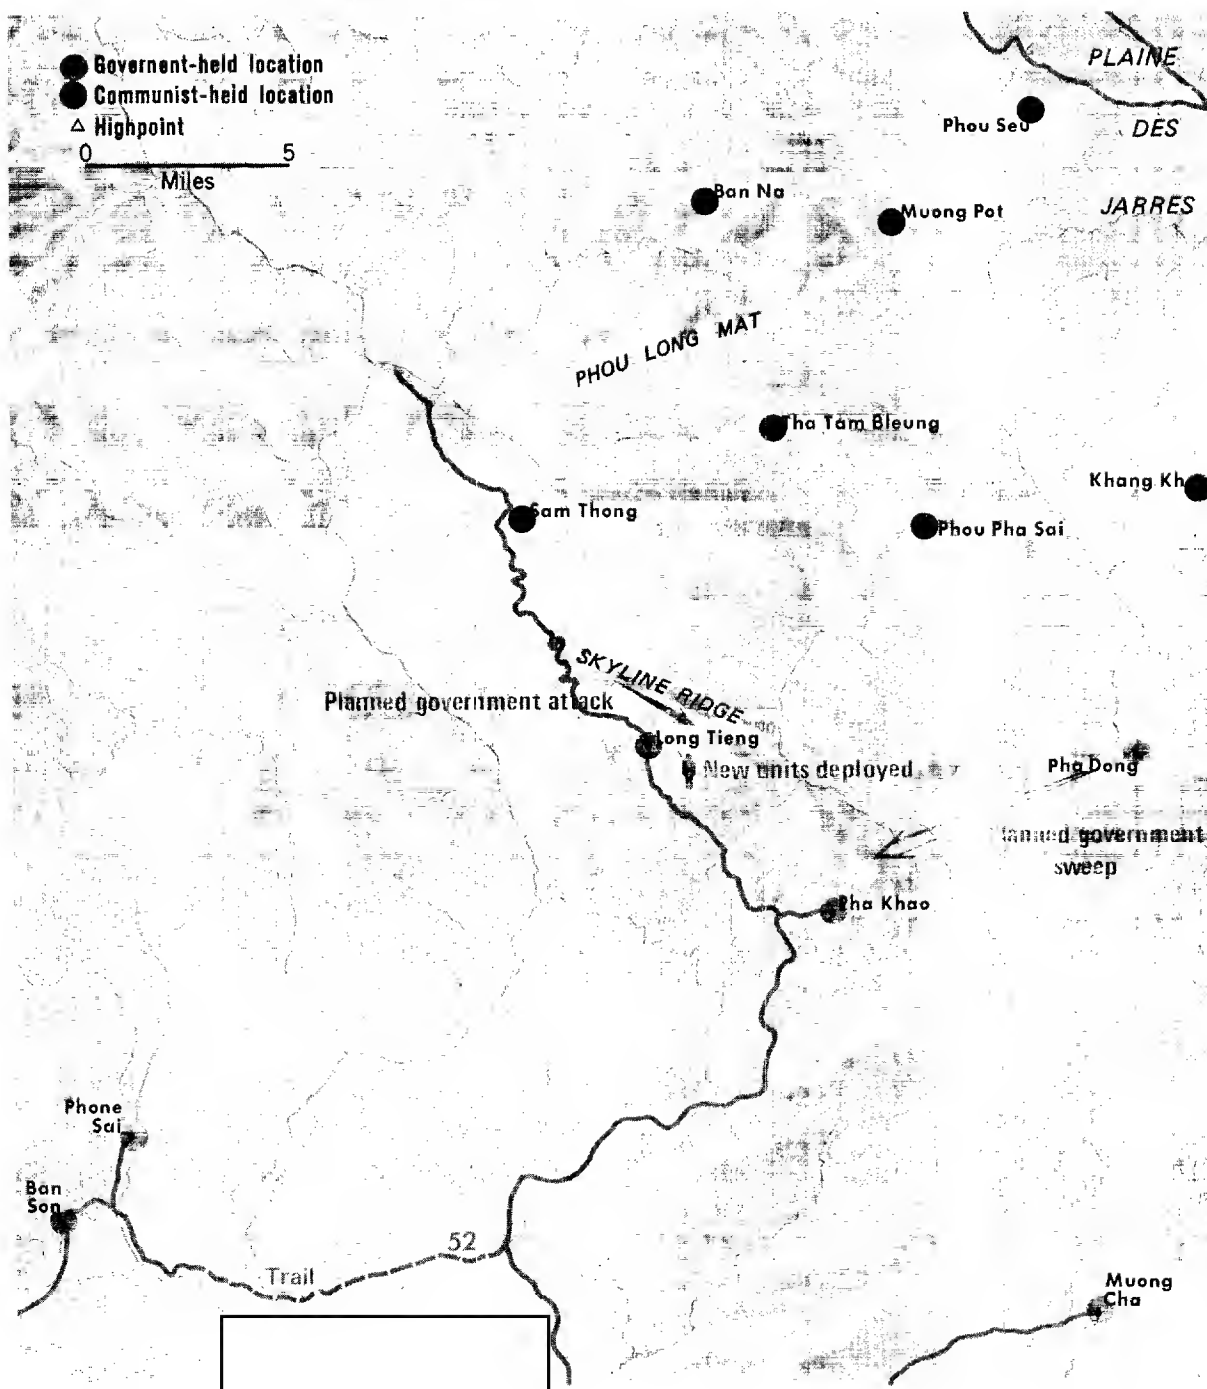 Governent-held location
Communist-held location
Highpoint
0 5
Miles
PLAINE
DES
JARRES
Phou Seu
Ban Na
Muong Pot
PHOU LONG MAT
Tha Tam Bleung
Khang Kh
Sam Thong
Phou Pha Sai
SKYLINE RIDGE
Planned government attack
Long Tieng
New units deployed
Pha Dong
lanned government
sweep
Pha Khao
Phone
Sai
Ban
Son
52
Trail
Muong
Cha